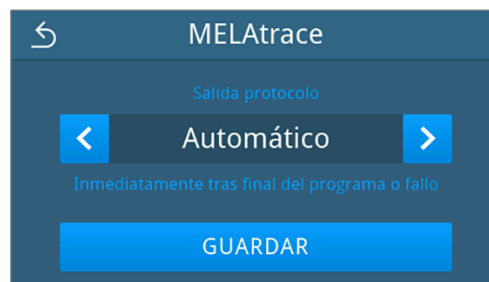 MELAtrace
Salida protocolo
Automático
Inmediatamente tras final del programa o fallo
GUARDAR